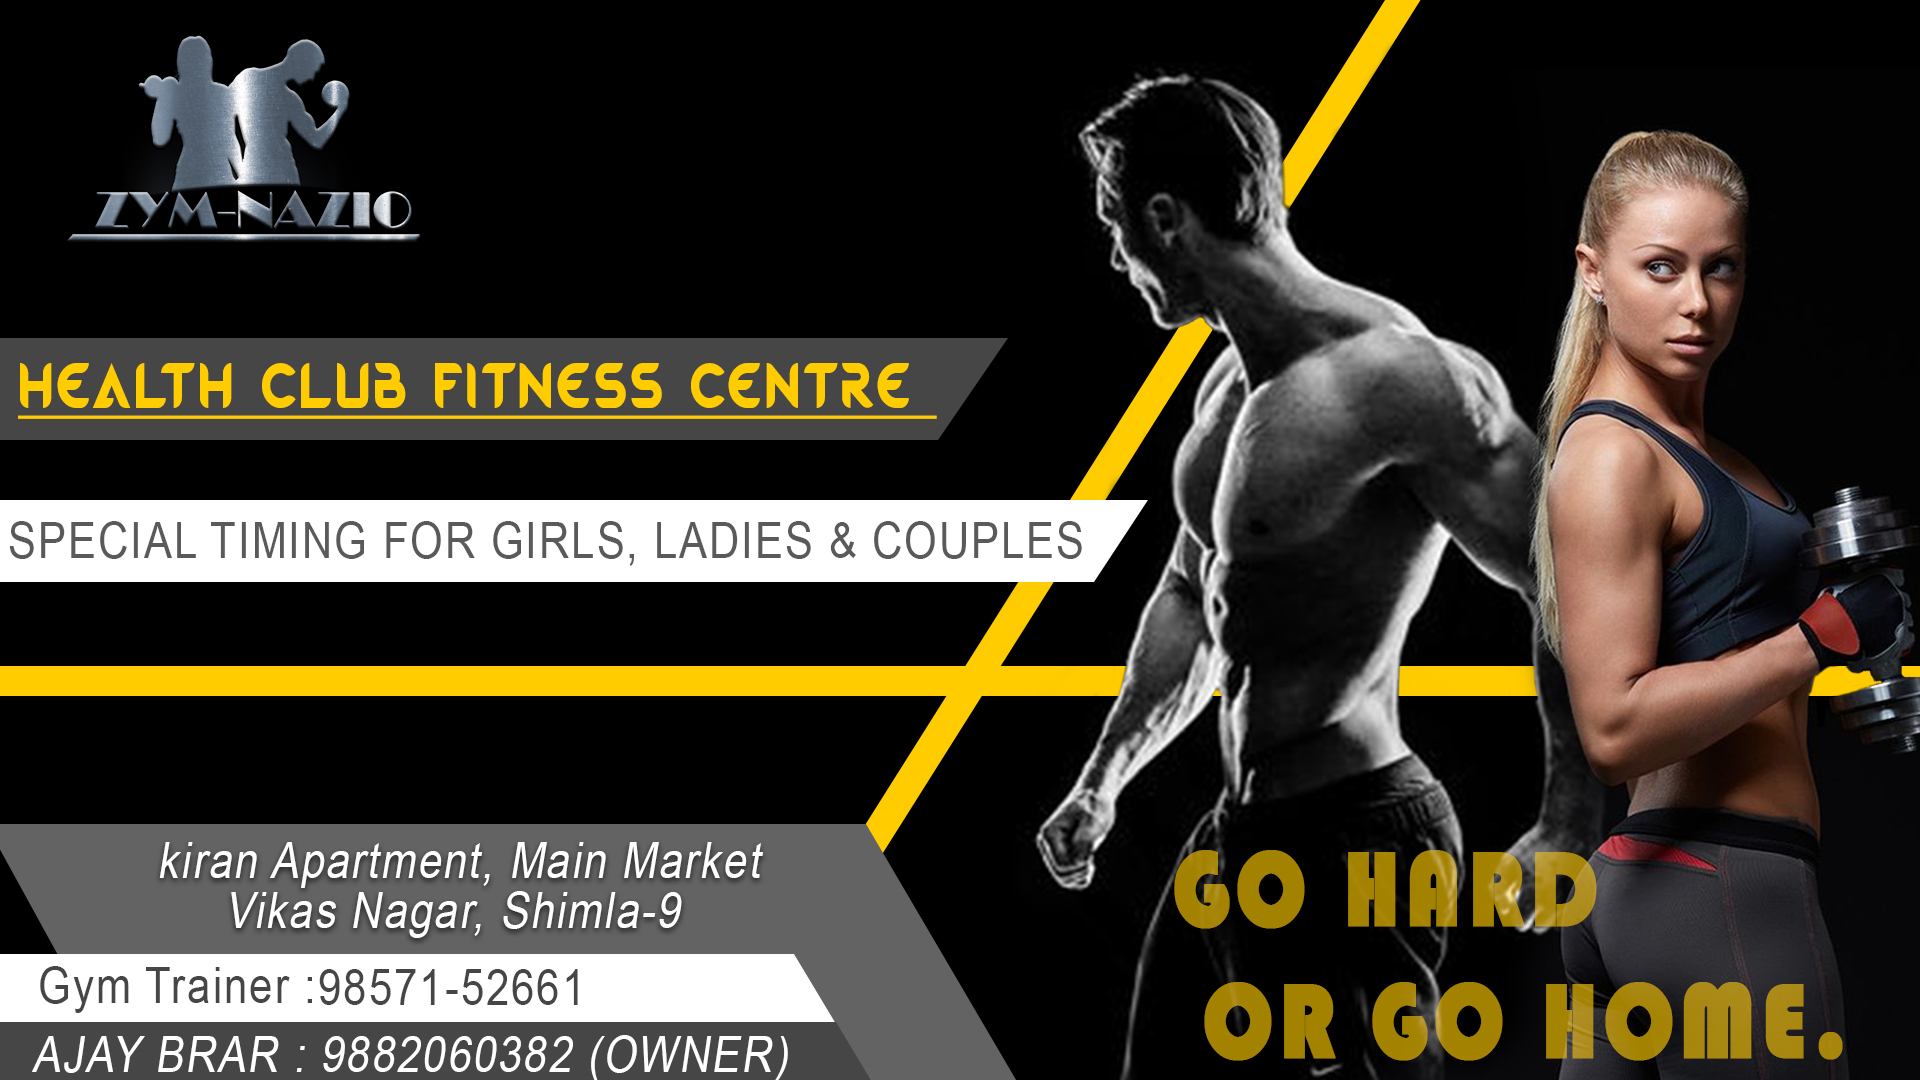 ZYM-NAZIO
HEALTH CLUB FITNESS CENTRE
SPECIAL TIMING FOR GIRLS, LADIES & COUPLES
kiran Apartment, Main Market
Vikas Nagar, Shimla-9
Gym Trainer :98571-52661
AJAY BRAR : 9882060382 (OWNER)
GO HARD
OR GO HOME.